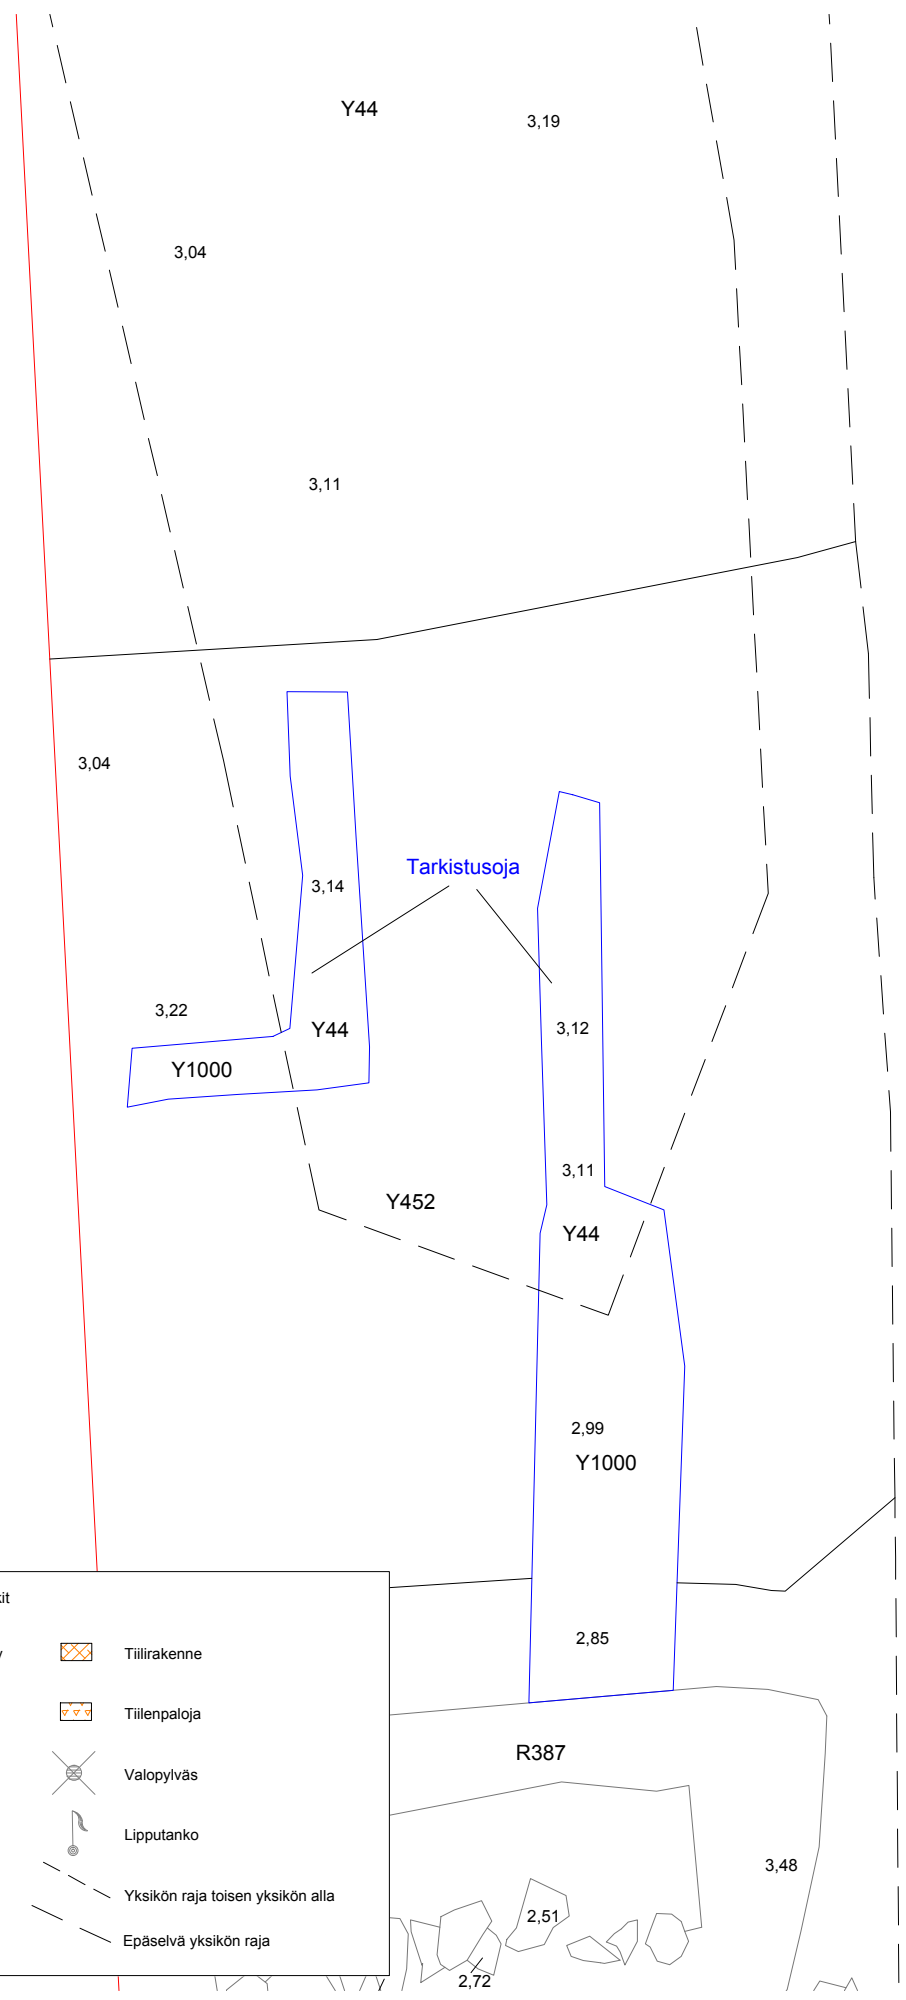 Y44
3,19
3,04
3,11
3,04
Tarkistusoja
3,14
3,22
Y44
3,12
Y1000
3,11
Y452
Y44
2,99
Y1000
2,85
Tiilirakenne
Tiilenpaloja
R387
Valopylväs
Lipputanko
3,48
Yksikön raja toisen yksikön alla
2,51
Epäselvä yksikön raja
2,72